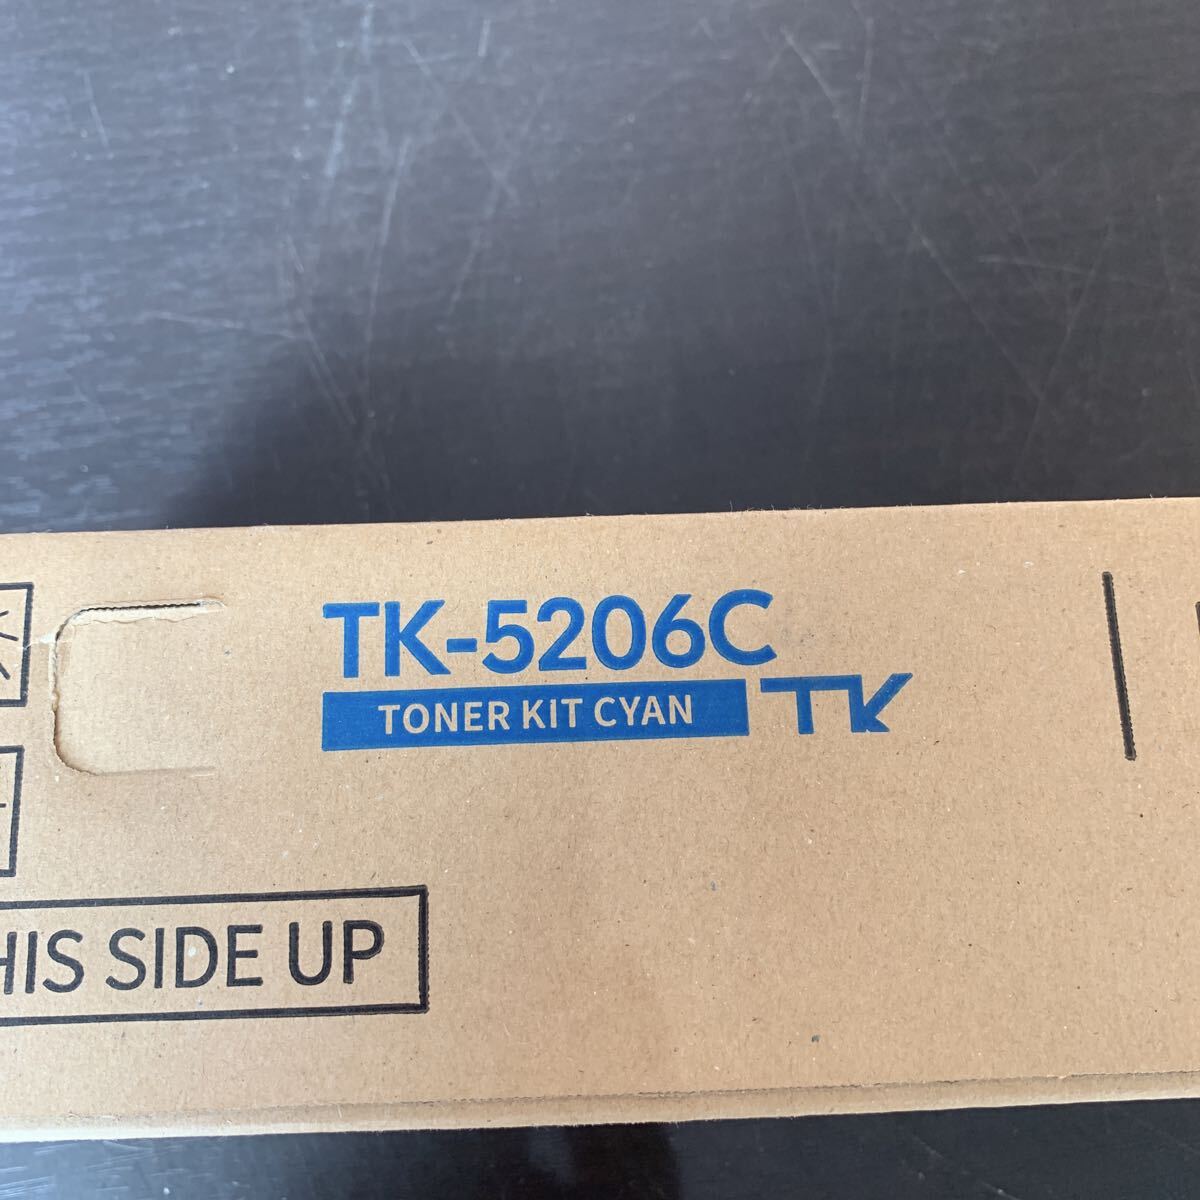 TK-5206C
TONER KIT CYAN
TK
HIS SIDE UP